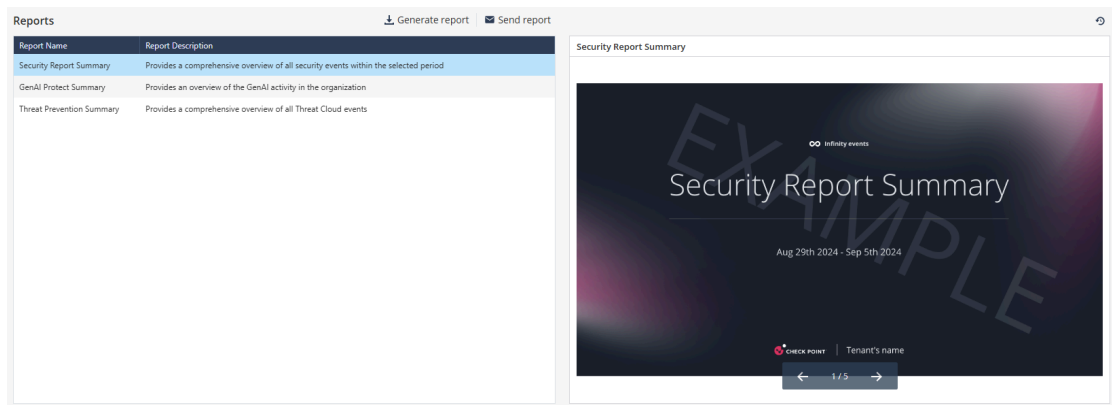 Reports
Generate report
Send report
Report Name Report Description
Security Report Summary Provides a comprehensive overview of all security events within the selected period
GenAI Protect Summary Provides an overview of the GenAI activity in the organization
Threat Prevention Summary Provides a comprehensive overview of all Threat Cloud events
Security Report Summary
EXAMPLE
Infinity events
Security Report Summary
Aug 29th 2024 - Sep 5th 2024
CHECK POINT Tenant's name
1 / 5